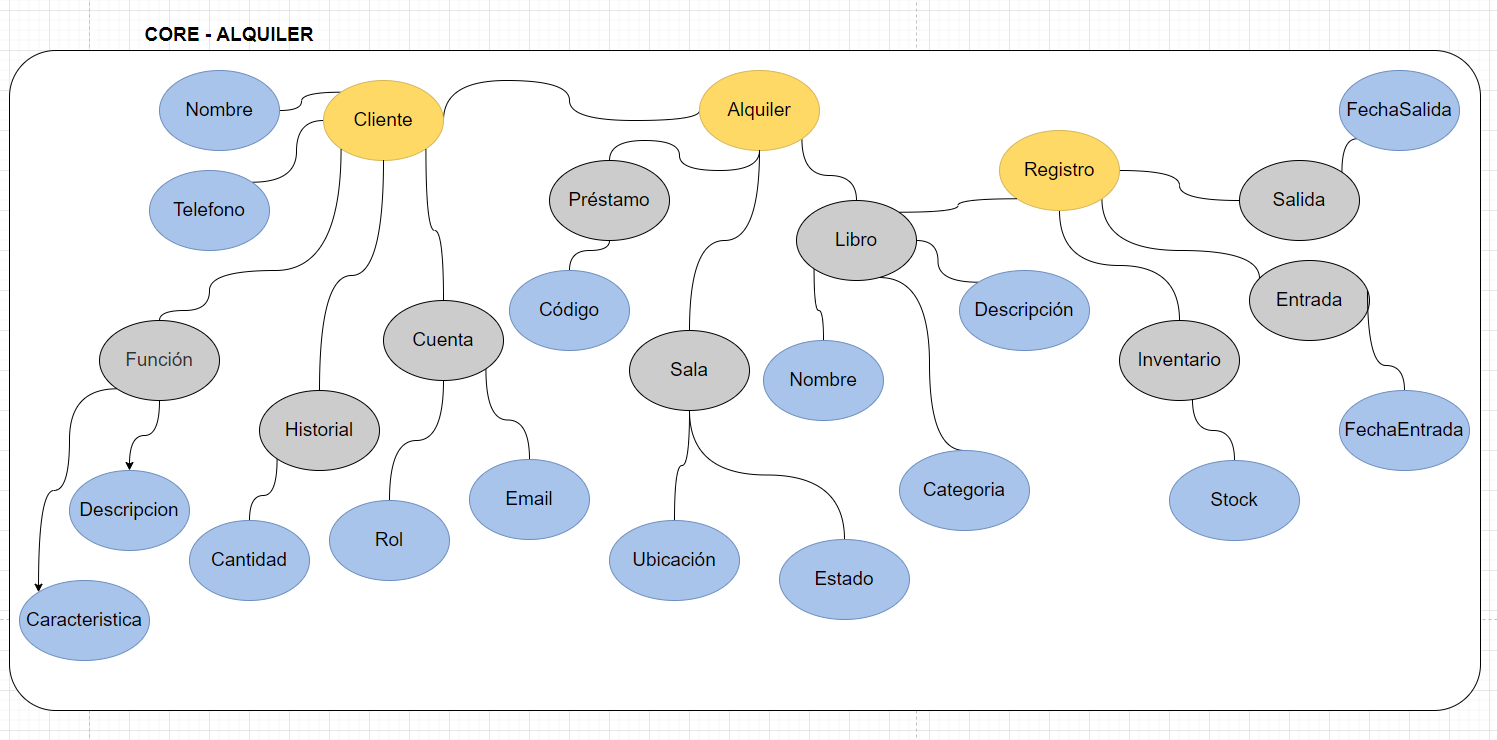 CORE - ALQUILER
Nombre
Cliente
Alquiler
FechaSalida
Telefono
Préstamo
Registro
Salida
Libro
Código
Descripción
Entrada
Función
Cuenta
Sala
Nombre
Inventario
Historial
FechaEntrada
Descripcion
Email
Categoria
Stock
Cantidad
Rol
Ubicación
Estado
Caracteristica